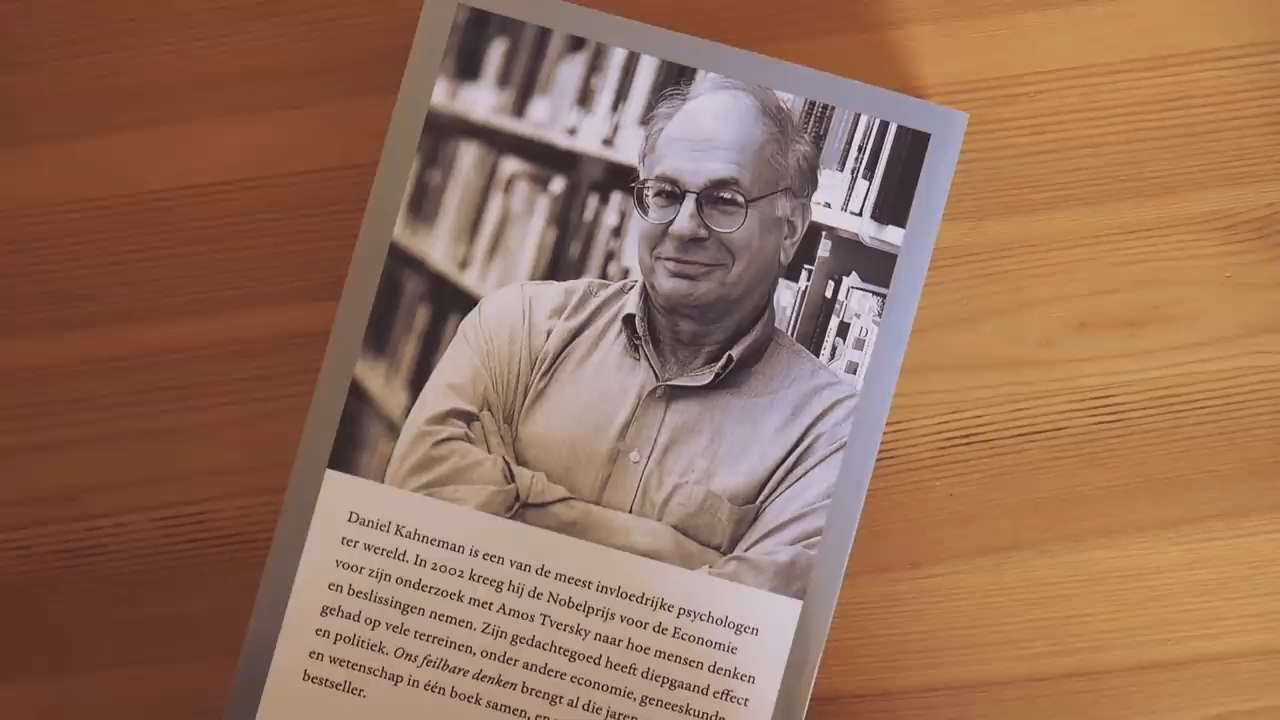 Daniel Kahneman is een van de meest invloedrijke psychologen
ter wereld. In 2002 kreeg hij de Nobelprijs voor de Economie
voor zijn onderzoek met Amos Tversky naar hoe mensen denken
en beslissingen nemen. Zijn gedachtegoed heeft diepgaand effect
gehad op vele terreinen, onder andere economie, geneeskunde
en politiek. Ons feilbare denken brengt al die jaren
en wetenschap in één boek samen,
bestseller.